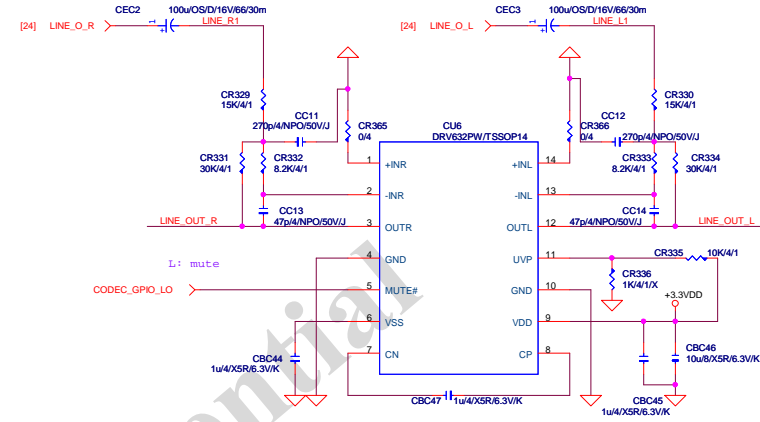 CEC2 100u/OS/D/16V/66/30m CEC3 100u/OS/D/16V/66/30m
[24] LINE_O_R 1 + LINE_R1 [24] LINE_O_L 1 + LINE_L1
CR329 CR330
15K/4/1 15K/4/1
CC11 CR365 CU6 CR366 CC12
270p/4/NPO/50V/J 0/4 DRV632PW/TSSOP14 0/4 270p/4/NPO/50V/J
CR331 CR332 1 +INR +INL 14 CR333 CR334
30K/4/1 8.2K/4/1 8.2K/4/1 30K/4/1
2 -INR -INL 13
CC13 CC14
LINE_OUT_R 47p/4/NPO/50V/J 3 OUTR OUTL 12 47p/4/NPO/50V/J LINE_OUT_L
L: mute 4 GND UVP 11 CR335 10K/4/1
CR336
1K/4/1/X
CODEC_GPIO_LO 5 MUTE# GND 10
+3.3VDD
6 VSS VDD 9
CBC44 7 CN CP 8 CBC46
1u/4/X5R/6.3V/K 10u/8/X5R/6.3V/K
CBC47 1u/4/X5R/6.3V/K CBC45
1u/4/X5R/6.3V/K
ential